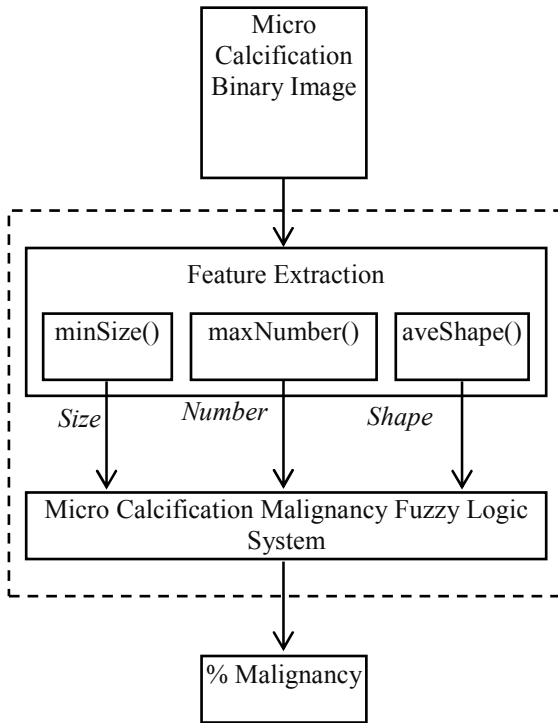 Micro
Calcification
Binary Image
Feature Extraction
minSize()
maxNumber()
aveShape()
Size
Number
Shape
Micro Calcification Malignancy Fuzzy Logic
System
% Malignancy